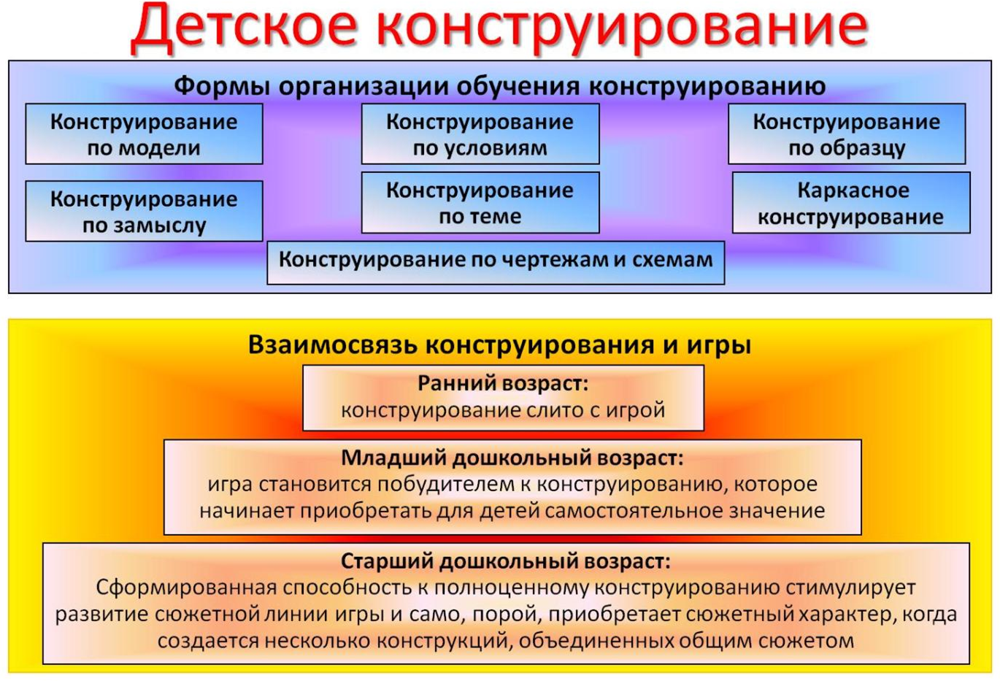 Детское конструирование
Формы организации обучения конструированию
Конструирование
по модели
Конструирование
по условиям
Конструирование
по образцу
Конструирование
по замыслу
Конструирование
по теме
Каркасное
конструирование
Конструирование по чертежам и схемам
Взаимосвязь конструирования и игры
Ранний возраст:
конструирование слито с игрой
Младший дошкольный возраст:
игра становится побудителем к конструированию, которое
начинает приобретать для детей самостоятельное значение
Старший дошкольный возраст:
Сформированная способность к полноценному конструированию стимулирует
развитие сюжетной линии игры и само, порой, приобретает сюжетный характер, когда
создается несколько конструкций, объединенных общим сюжетом